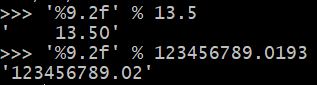 >>> '%9.2f' % 13.5
'    13.50'
>>> '%9.2f' % 123456789.0193
'123456789.02'